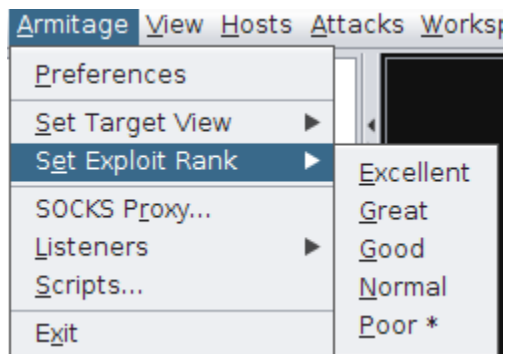 Armitage View Hosts Attacks Worksp
Preferences
Set Target View
Set Exploit Rank
SOCKS Proxy...
Listeners
Scripts...
Exit
Excellent
Great
Good
Normal
Poor *